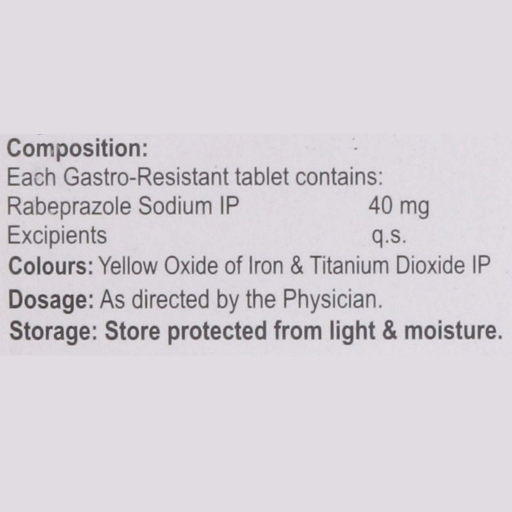 Composition:
Each Gastro-Resistant tablet contains:
Rabeprazole Sodium IP 40 mg
Excipients q.s.
Colours: Yellow Oxide of Iron & Titanium Dioxide IP
Dosage: As directed by the Physician.
Storage: Store protected from light & moisture.